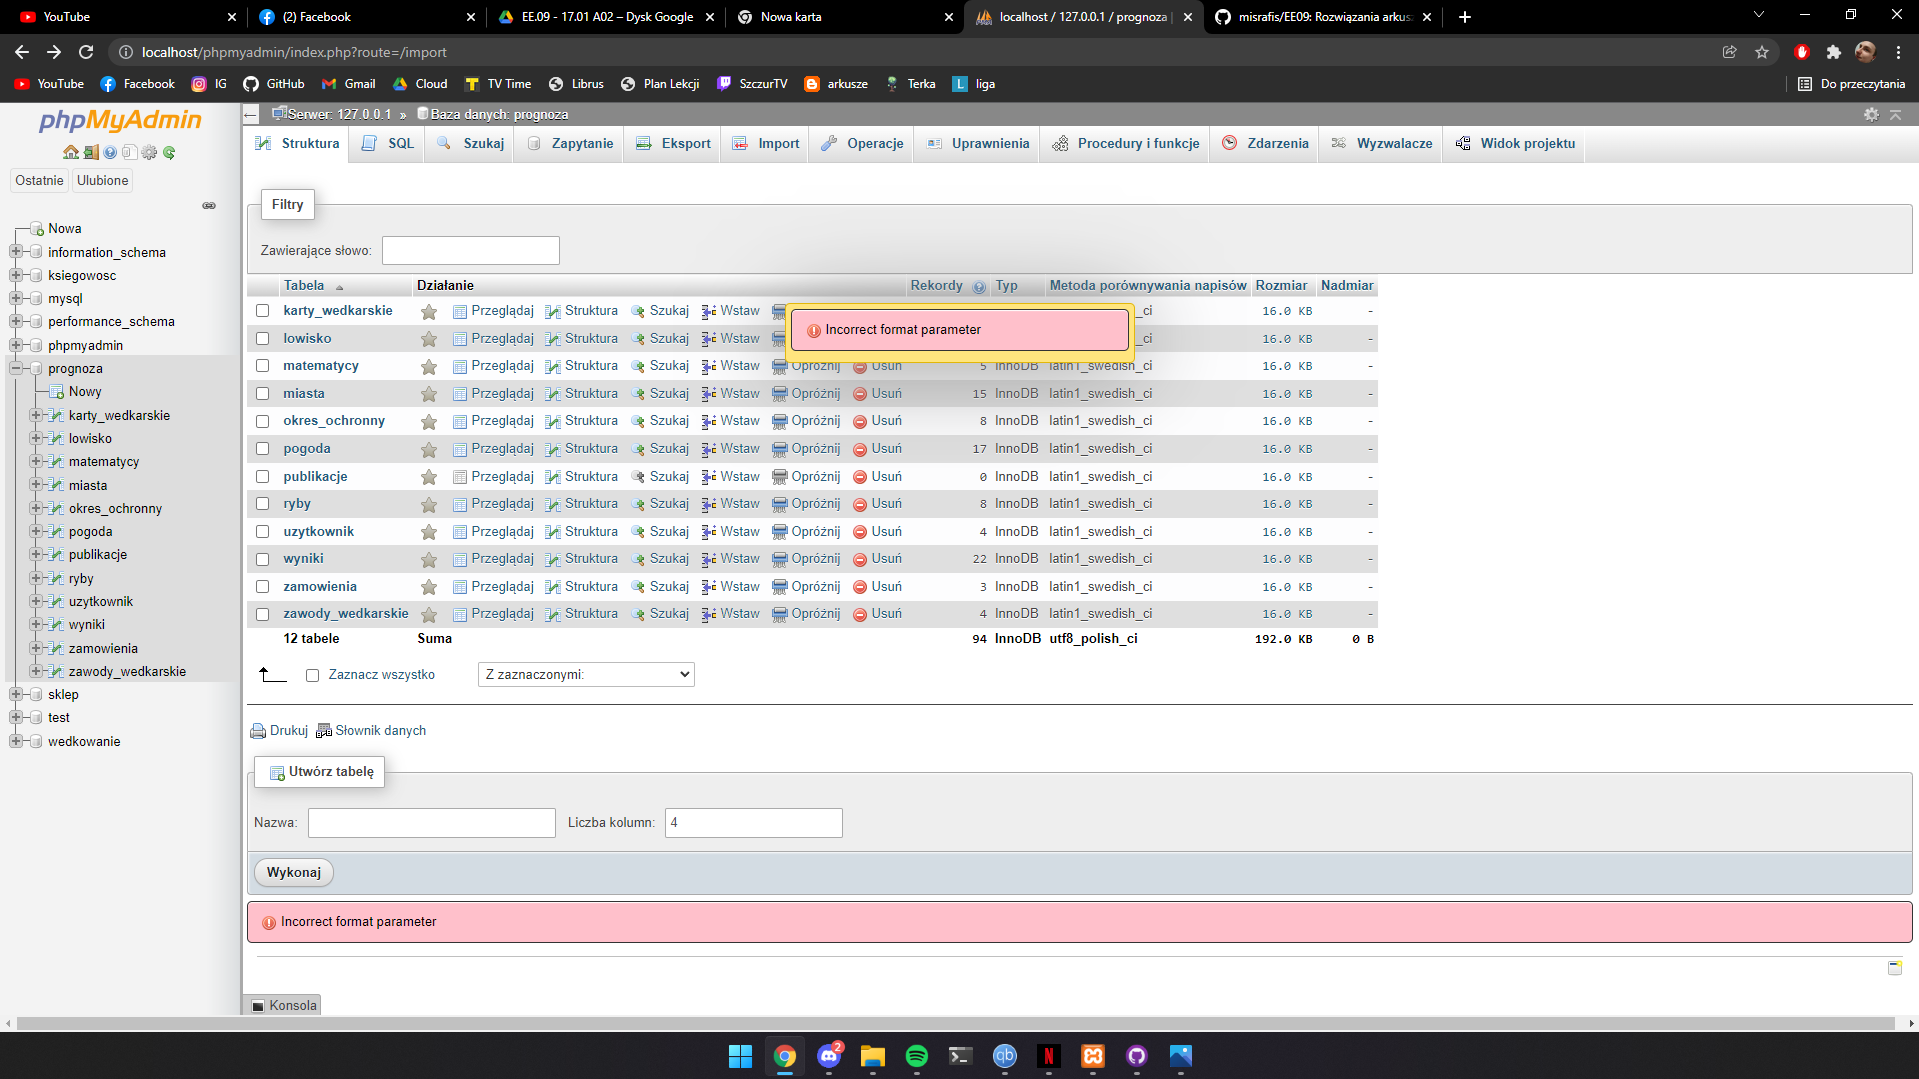 YouTube
(2) Facebook
EE.09 - 17.01 A02 – Dysk Google
Nowa karta
localhost / 127.0.0.1 / prognoza |
misrafis/EE09: Rozwiązania arkus
localhost/phpmyadmin/index.php?route=/import
YouTube
Facebook
IG
GitHub
Gmail
Cloud
TV Time
Librus
Plan Lekcji
SzczurTV
arkusze
Terka
L liga
Do przeczytania
phpMyAdmin
Ostatnie
Ulubione
Nowa
information_schema
ksiegowosc
mysql
performance_schema
phpmyadmin
prognoza
Nowy
karty_wedkarskie
lowisko
matematycy
miasta
okres_ochronny
pogoda
publikacje
ryby
uzytkownik
wyniki
zamowienia
zawody_wedkarskie
sklep
test
wedkowanie
Serwer: 127.0.0.1 » Baza danych: prognoza
Struktura SQL Szukaj Zapytanie Eksport Import Operacje Uprawnienia Procedury i funkcje Zdarzenia Wyzwalacze Widok projektu
Filtry
Zawierające słowo:
Tabela Działanie Rekordy Typ Metoda porównywania napisów Rozmiar Nadmiar
karty_wedkarskie Przeglądaj Struktura Szukaj Wstaw _ci 16.0 KB -
lowisko Przeglądaj Struktura Szukaj Wstaw _ci 16.0 KB -
matematycy Przeglądaj Struktura Szukaj Wstaw Opróżnij Usuń 5 InnoDB latin1_swedish_ci 16.0 KB -
miasta Przeglądaj Struktura Szukaj Wstaw Opróżnij Usuń 15 InnoDB latin1_swedish_ci 16.0 KB -
okres_ochronny Przeglądaj Struktura Szukaj Wstaw Opróżnij Usuń 8 InnoDB latin1_swedish_ci 16.0 KB -
pogoda Przeglądaj Struktura Szukaj Wstaw Opróżnij Usuń 17 InnoDB latin1_swedish_ci 16.0 KB -
publikacje Przeglądaj Struktura Szukaj Wstaw Opróżnij Usuń 0 InnoDB latin1_swedish_ci 16.0 KB -
ryby Przeglądaj Struktura Szukaj Wstaw Opróżnij Usuń 8 InnoDB latin1_swedish_ci 16.0 KB -
uzytkownik Przeglądaj Struktura Szukaj Wstaw Opróżnij Usuń 4 InnoDB latin1_swedish_ci 16.0 KB -
wyniki Przeglądaj Struktura Szukaj Wstaw Opróżnij Usuń 22 InnoDB latin1_swedish_ci 16.0 KB -
zamowienia Przeglądaj Struktura Szukaj Wstaw Opróżnij Usuń 3 InnoDB latin1_swedish_ci 16.0 KB -
zawody_wedkarskie Przeglądaj Struktura Szukaj Wstaw Opróżnij Usuń 4 InnoDB latin1_swedish_ci 16.0 KB -
12 tabele Suma 94 InnoDB utf8_polish_ci 192.0 KB 0 B
Incorrect format parameter
Zaznacz wszystko
Z zaznaczonymi:
Drukuj Słownik danych
Utwórz tabelę
Nazwa:
Liczba kolumn: 4
Wykonaj
Incorrect format parameter
Konsola
2
qb
N